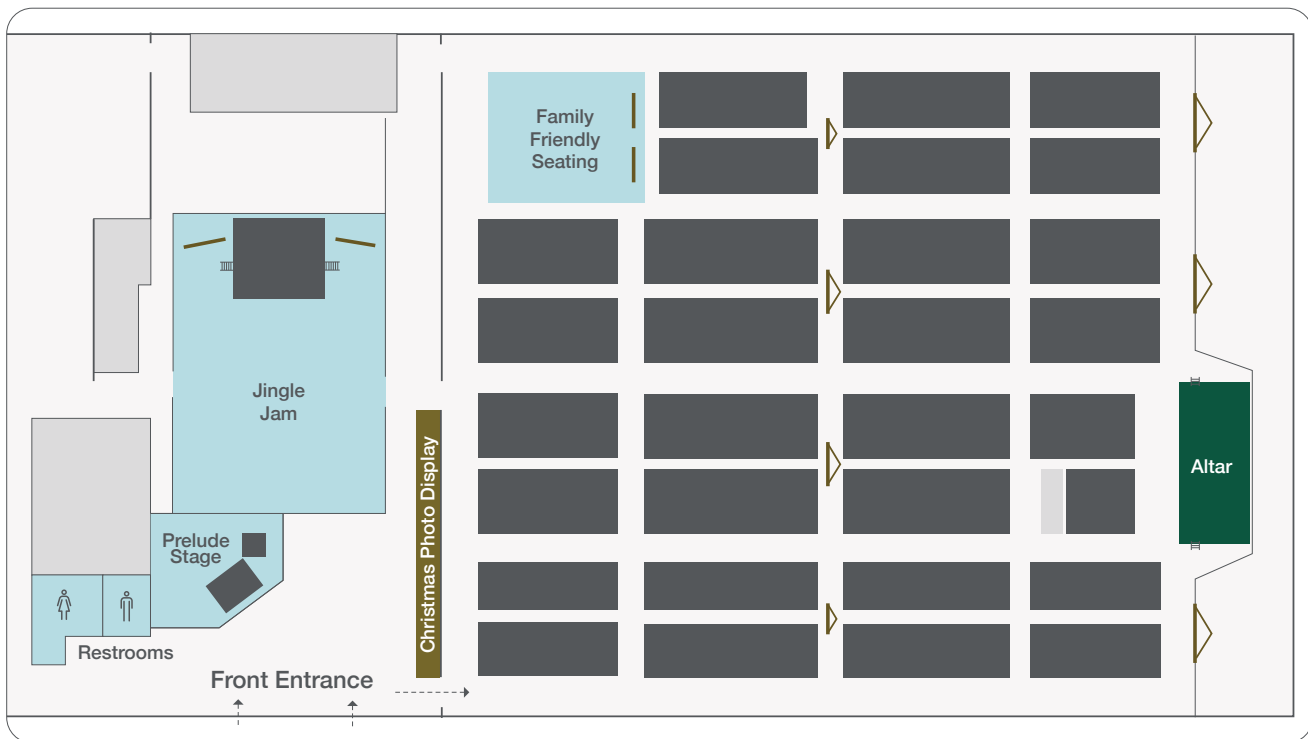 Family
Friendly
Seating
Jingle
Jam
Christmas Photo Display
Altar
Prelude
Stage
Restrooms
Front Entrance